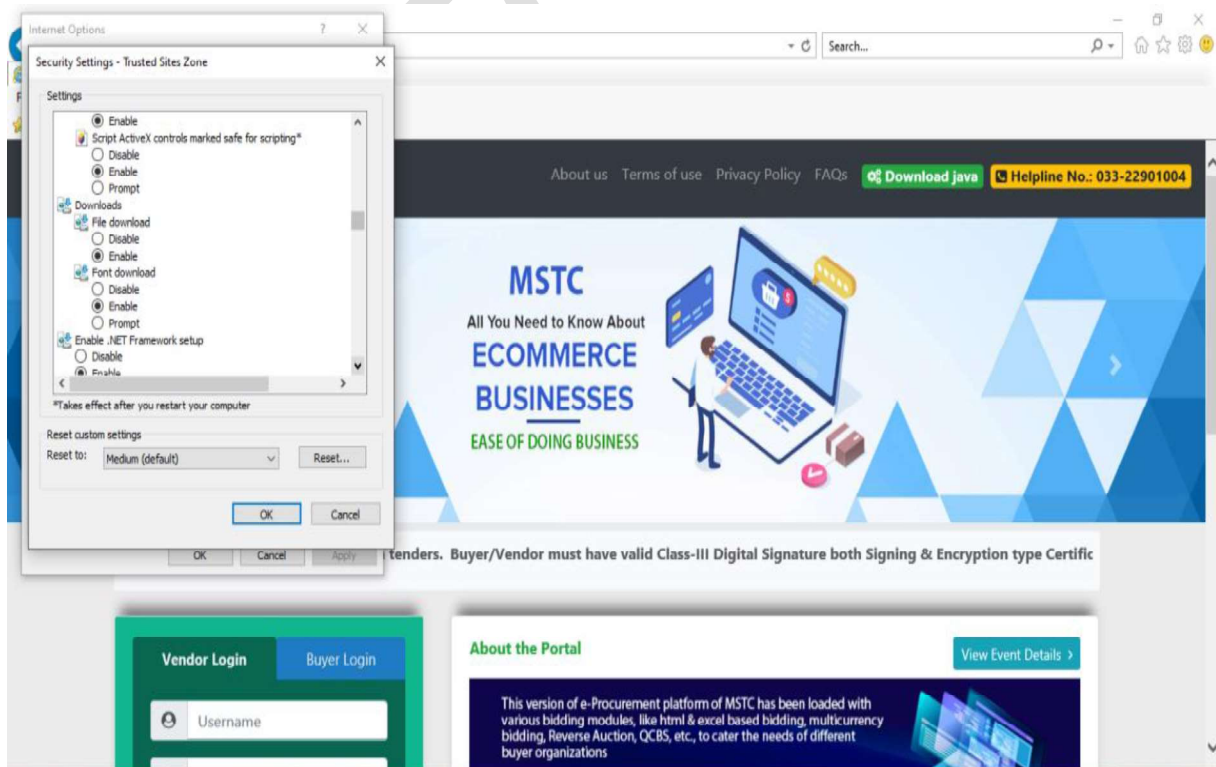 Internet Options
?
Search...
Security Settings - Trusted Sites Zone
Settings
Enable
Script ActiveX controls marked safe for scripting*
Disable
Enable
Prompt
Downloads
File download
Disable
Enable
Font download
Disable
Enable
Prompt
Enable .NET Framework setup
Disable
Enable
*Takes effect after you restart your computer
Reset custom settings
Reset to: Medium (default) Reset...
OK Cancel
OK Cancel Apply
About us Terms of use Privacy Policy FAQs Download java Helpline No.: 033-22901004
MSTC
All You Need to Know About
ECOMMERCE
BUSINESSES
EASE OF DOING BUSINESS
tenders. Buyer/Vendor must have valid Class-III Digital Signature both Signing & Encryption type Certific
Vendor Login Buyer Login
Username
About the Portal View Event Details
This version of e-Procurement platform of MSTC has been loaded with
various bidding modules, like html & excel based bidding, multicurrency
bidding, Reverse Auction, QCBS, etc., to cater the needs of different
buyer organizations